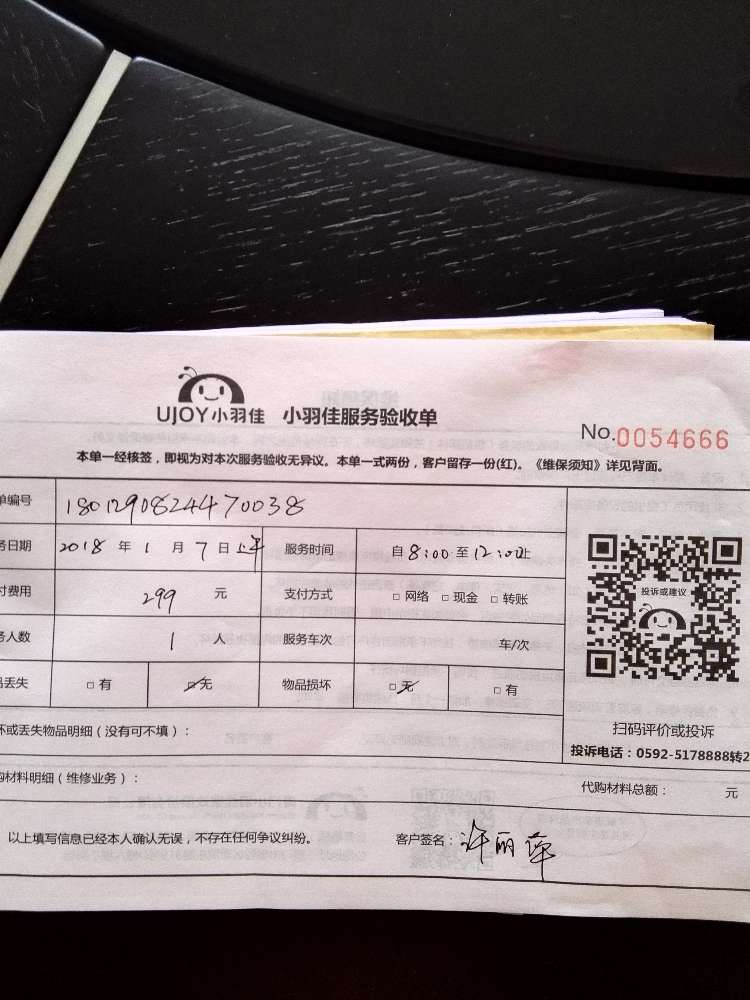 UJOY小羽佳 小羽佳服务验收单
No.0054666
本单一经核签，即视为对本次服务验收无异议。本单一式两份，客户留存一份(红)。《维保须知》详见背面。
单编号 18012908244470038
务日期 2018 年 1 月 7 日上午 服务时间 自8:00至12:00止
付费用 299 元 支付方式 □ 网络 □ 现金 □ 转账
务人数 1 人 服务车次 车/次
品丢失 □ 有 □ 无 物品损坏 □ 无 □ 有
投诉或建议
扫码评价或投诉
投诉电话：0592-5178888转2
坏或丢失物品明细（没有可不填）：
购材料明细（维修业务）：
代购材料总额： 元
以上填写信息已经本人确认无误，不存在任何争议纠纷。 客户签名：许丽萍